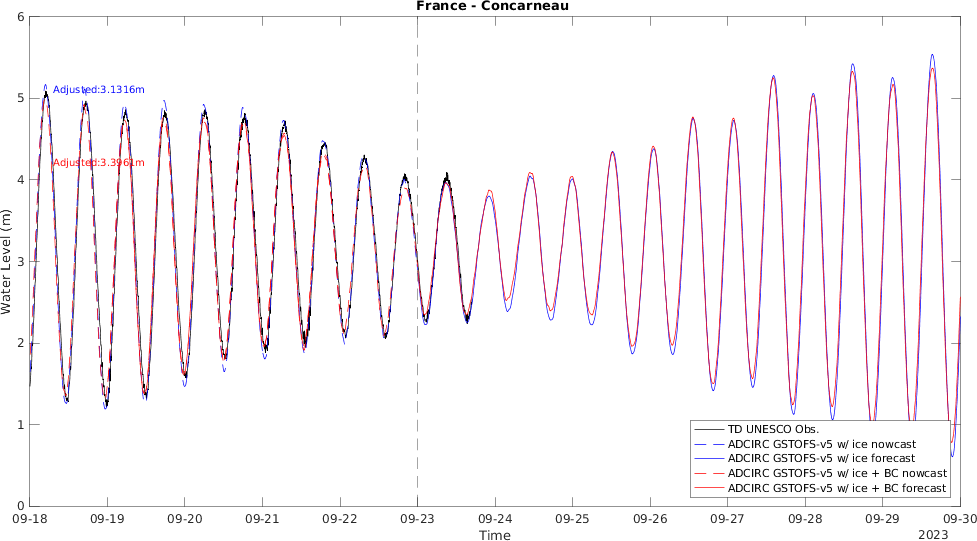 France - Concarneau
6
5
4
3
2
1
0
Water Level (m)
Adjusted:3.1316m
Adjusted:3.3961m
TD UNESCO Obs.
ADCIRC GSTOFS-v5 w/ ice nowcast
ADCIRC GSTOFS-v5 w/ ice forecast
ADCIRC GSTOFS-v5 w/ ice + BC nowcast
ADCIRC GSTOFS-v5 w/ ice + BC forecast
09-18 09-19 09-20 09-21 09-22 09-23 09-24 09-25 09-26 09-27 09-28 09-29 09-30
Time
2023